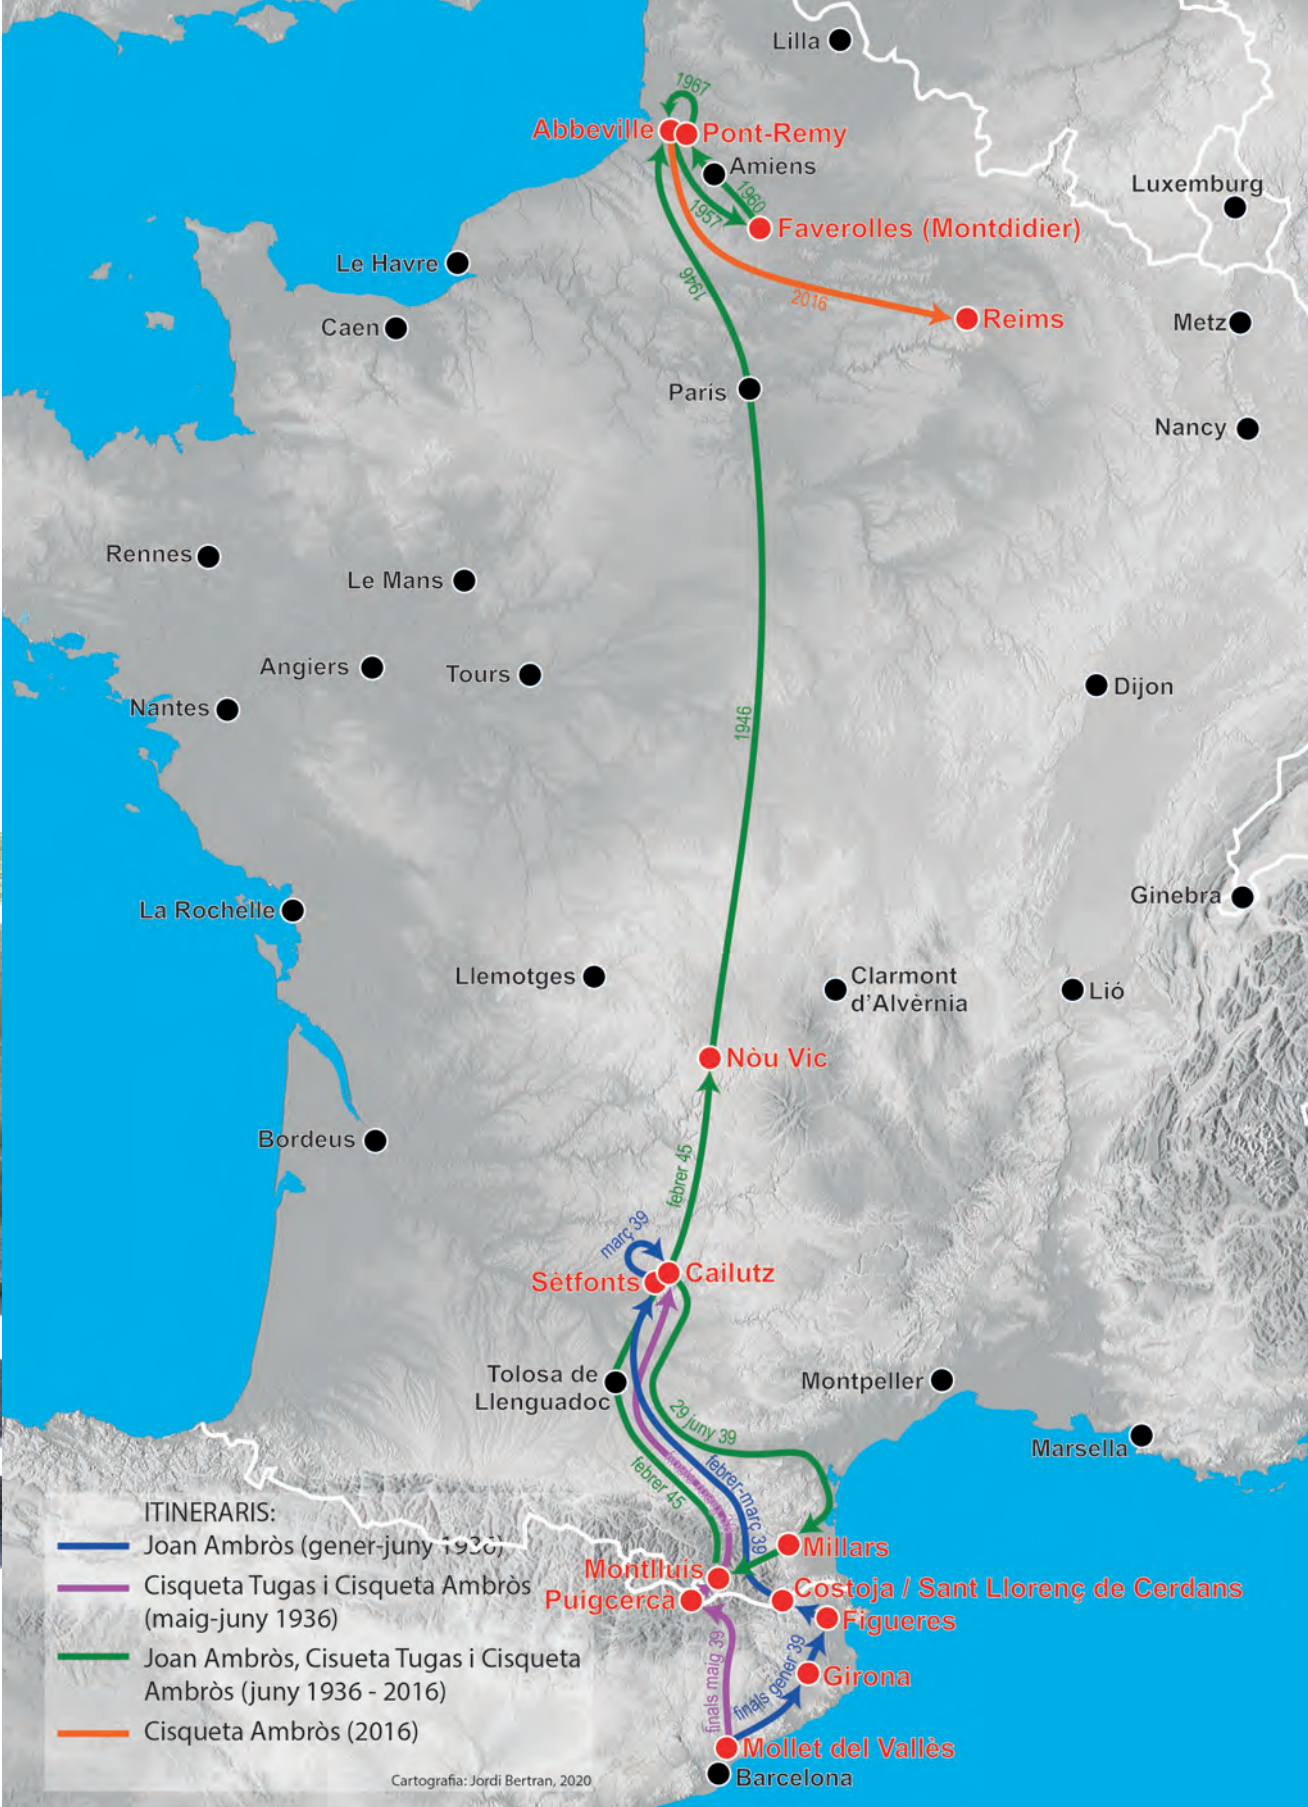 Lilla
1967
Abbeville
Pont-Remy
Amiens
1960
1957
Luxemburg
Faverolles (Montdidier)
Le Havre
1946
2016
Reims
Caen
Metz
París
Nancy
Rennes
Le Mans
Angiers
Tours
Dijon
Nantes
1946
Ginebra
La Rochelle
Llemotges
Clarmont
d'Alvèrnia
Lió
Nòu Vic
Bordeus
febrer 45
març 39
Sètfonts
Cailutz
Tolosa de
Llenguadoc
Montpeller
29 juny 39
Marsella
febrer 45
febrer-març 39
Millars
Montlluís
Puigcerca
Costoja / Sant Llorenç de Cerdans
Figueres
finals maig 39
finals gener 39
Girona
Mollet del Vallès
Barcelona
ITINERARIS:
Joan Ambròs (gener-juny 1936)
Cisqueta Tugas i Cisqueta Ambròs
(maig-juny 1936)
Joan Ambròs, Cisueta Tugas i Cisqueta
Ambròs (juny 1936 - 2016)
Cisqueta Ambròs (2016)
Cartografia: Jordi Bertran, 2020